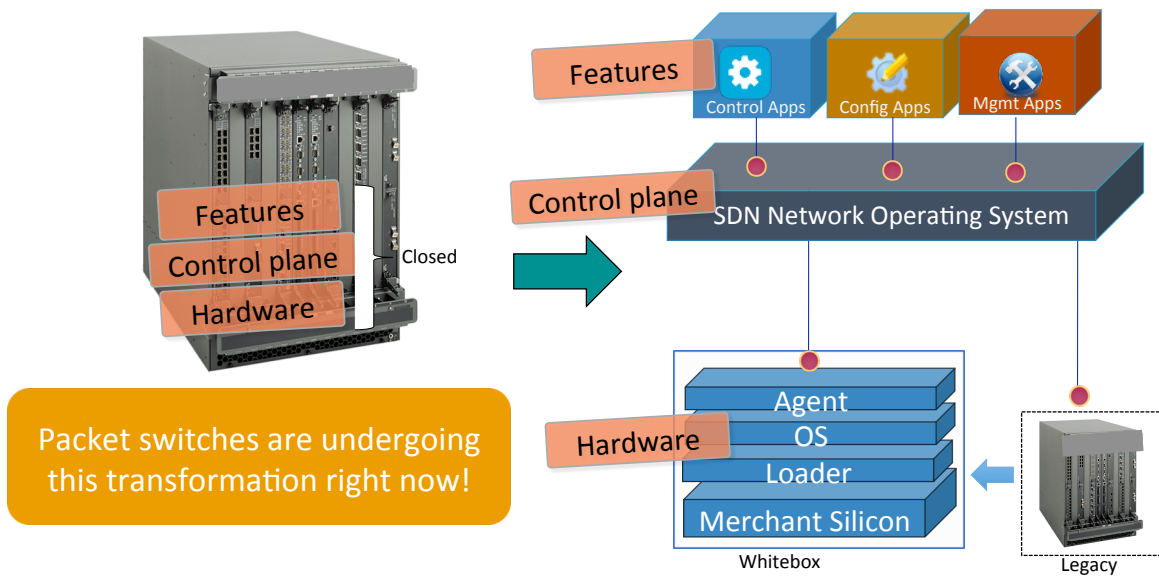 Features
Control plane
Hardware
Closed
Packet switches are undergoing
this transformation right now!
Features
Control Apps
Config Apps
Mgmt Apps
Control plane
SDN Network Operating System
Hardware
Agent
OS
Loader
Merchant Silicon
Whitebox
Legacy